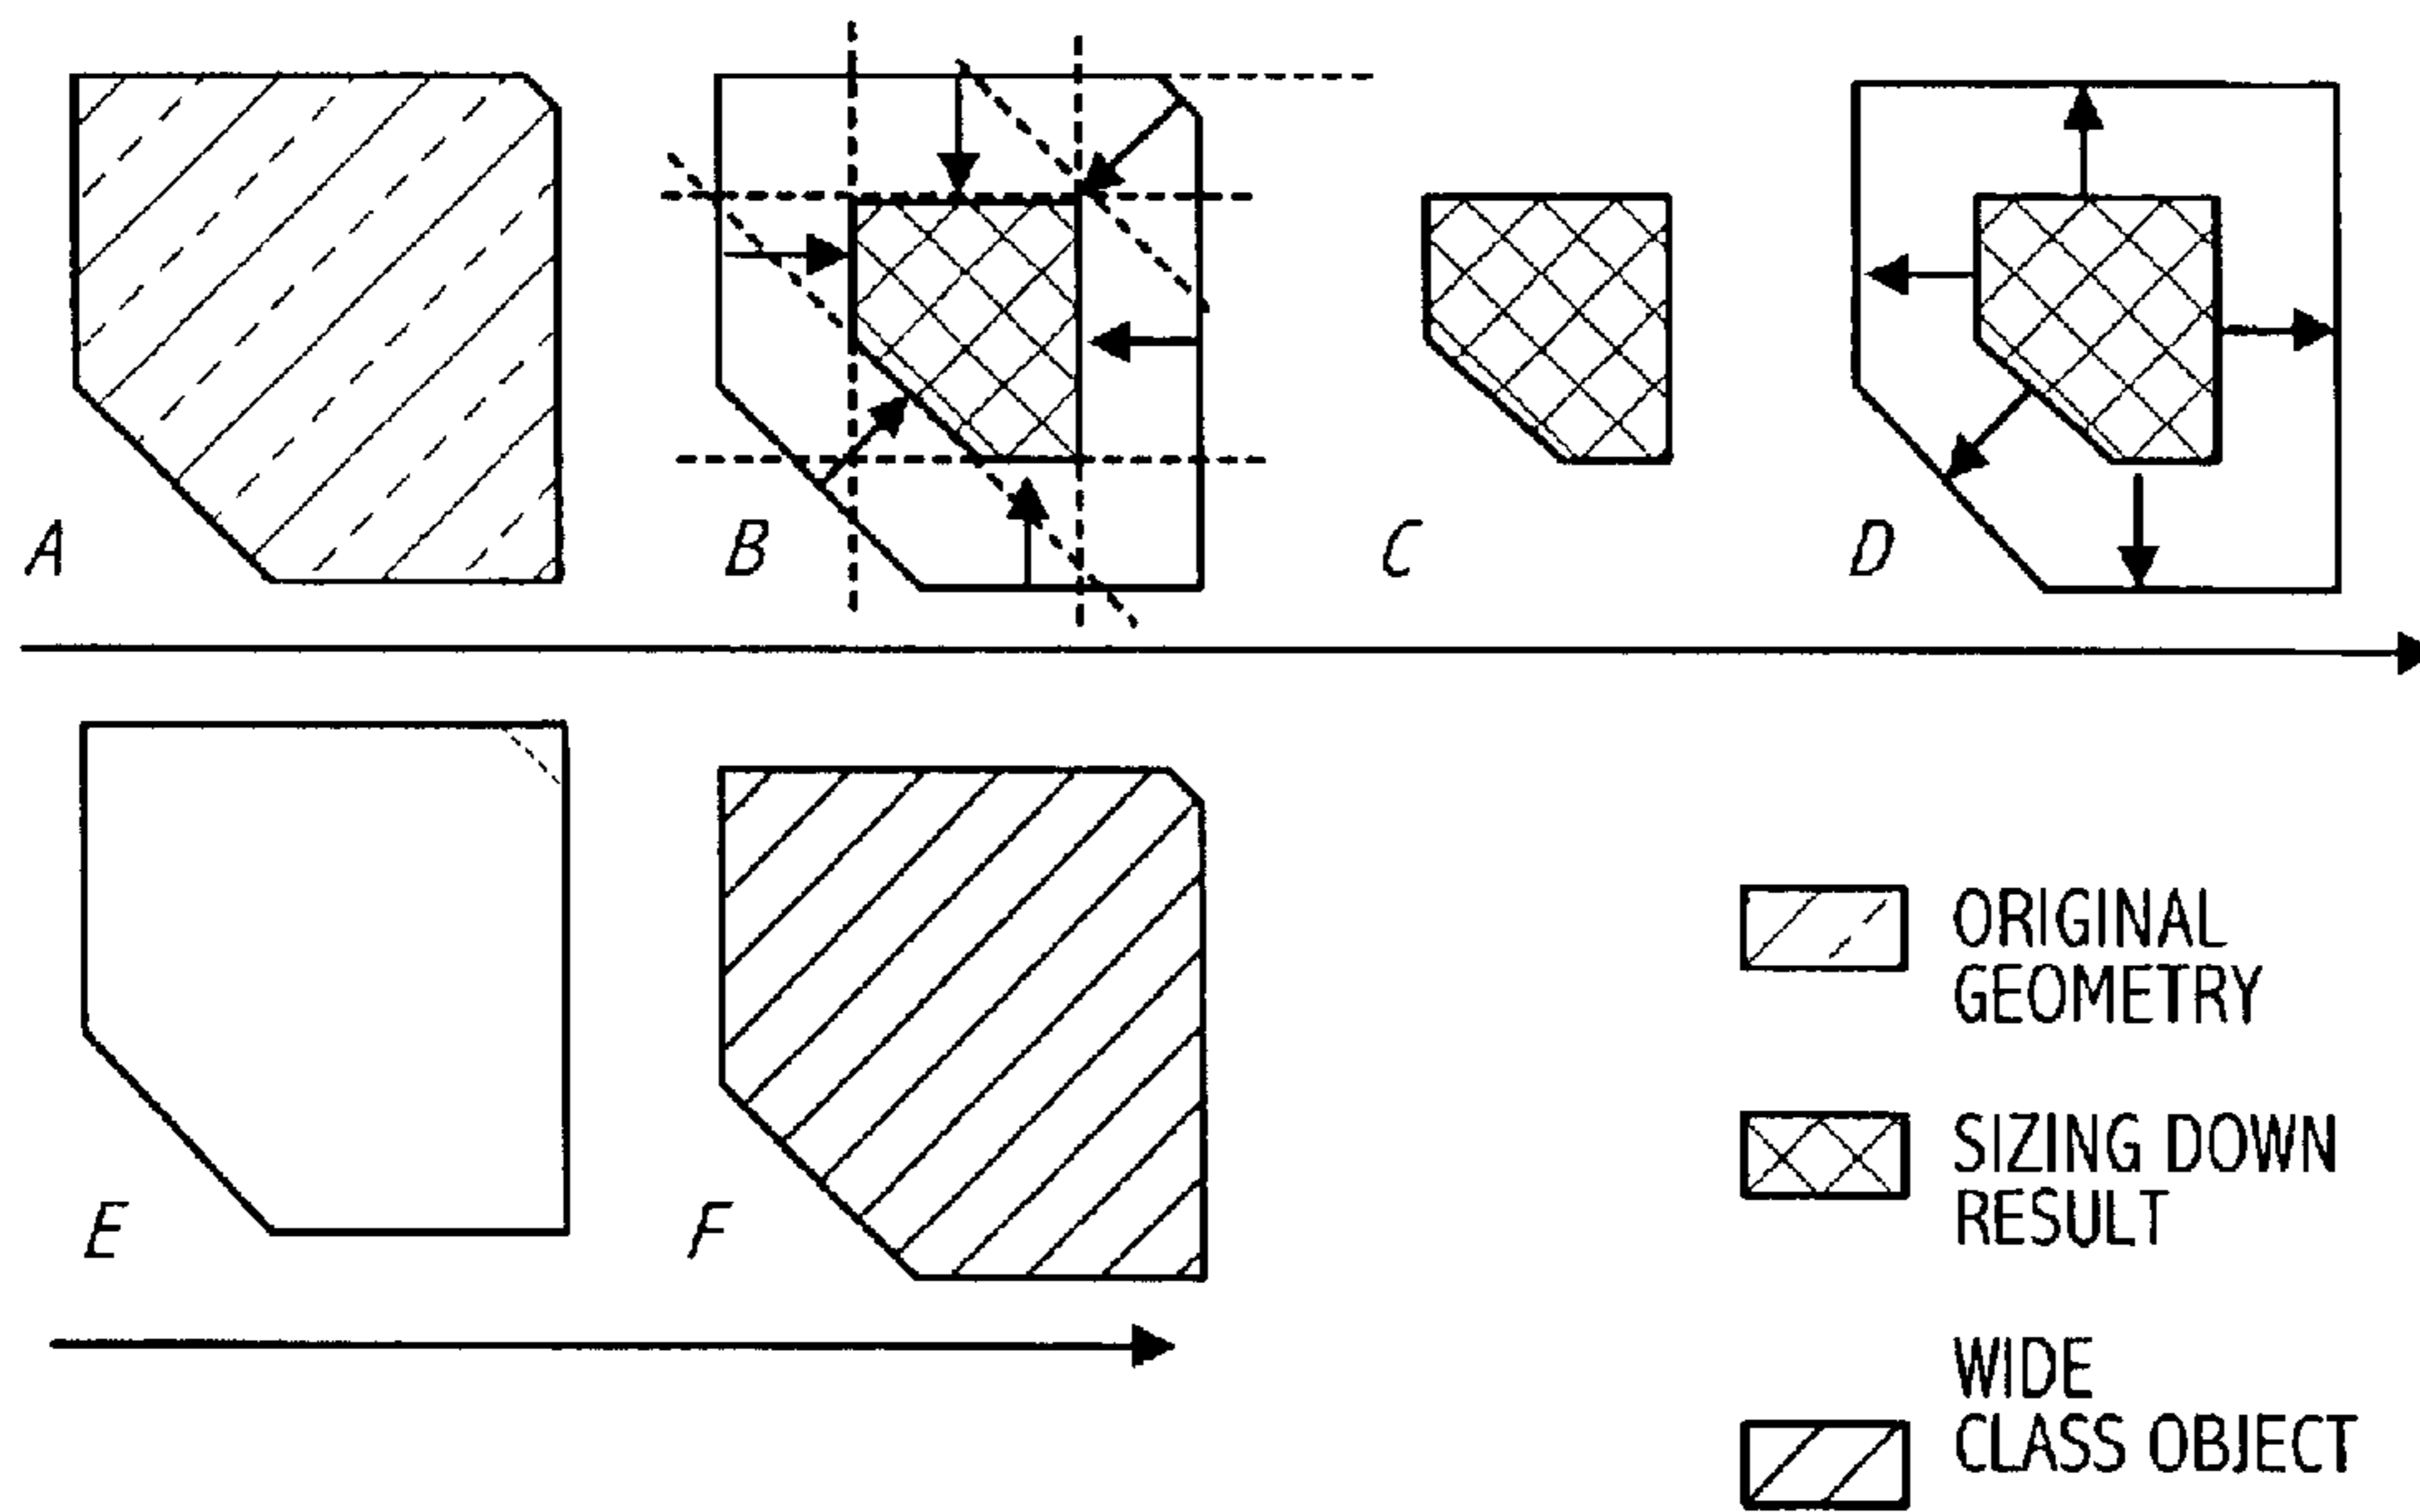 A
B
C
D
E
F
ORIGINAL
GEOMETRY
SIZING DOWN
RESULT
WIDE
CLASS OBJECT